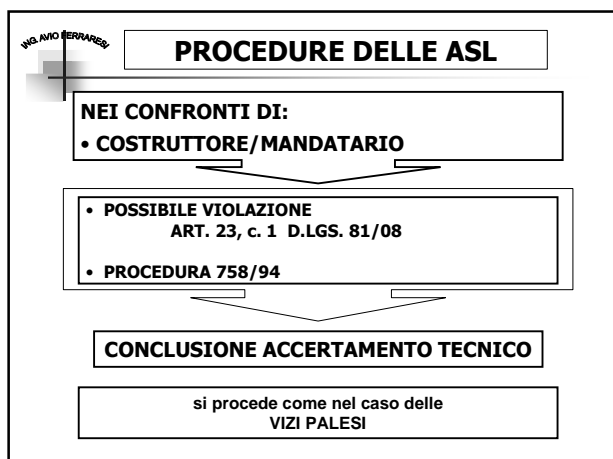 ING. AVIO FERRARESI
PROCEDURE DELLE ASL
NEI CONFRONTI DI:
• COSTRUTTORE/MANDATARIO
• POSSIBILE VIOLAZIONE
ART. 23, c. 1 D.LGS. 81/08
• PROCEDURA 758/94
CONCLUSIONE ACCERTAMENTO TECNICO
si procede come nel caso delle
VIZI PALESI